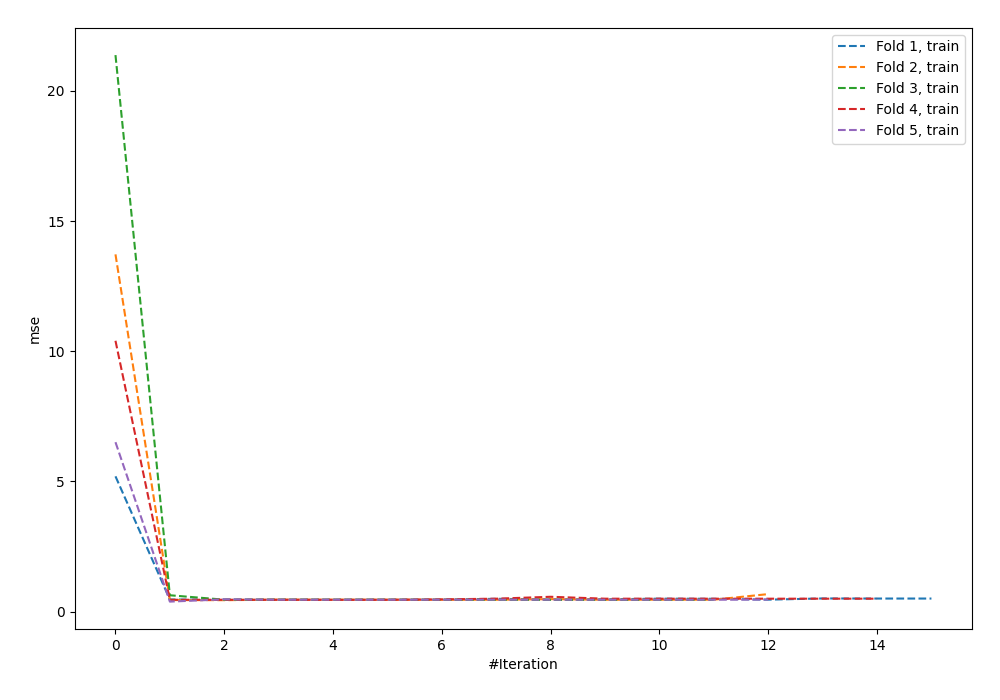 Fold 1, train
Fold 2, train
Fold 3, train
Fold 4, train
Fold 5, train
20
15
10
5
0
mse
0 2 4 6 8 10 12 14
#Iteration